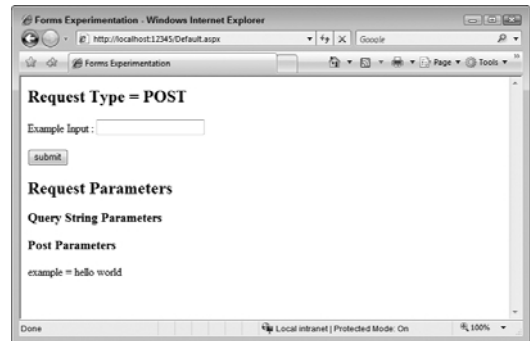 Forms Experimentation - Windows Internet Explorer
http://localhost:12345/Default.aspx
Google
Forms Experimentation
Page
Tools
Request Type = POST
Example Input :
submit
Request Parameters
Query String Parameters
Post Parameters
example = hello world
Done
Local intranet | Protected Mode: On
100%